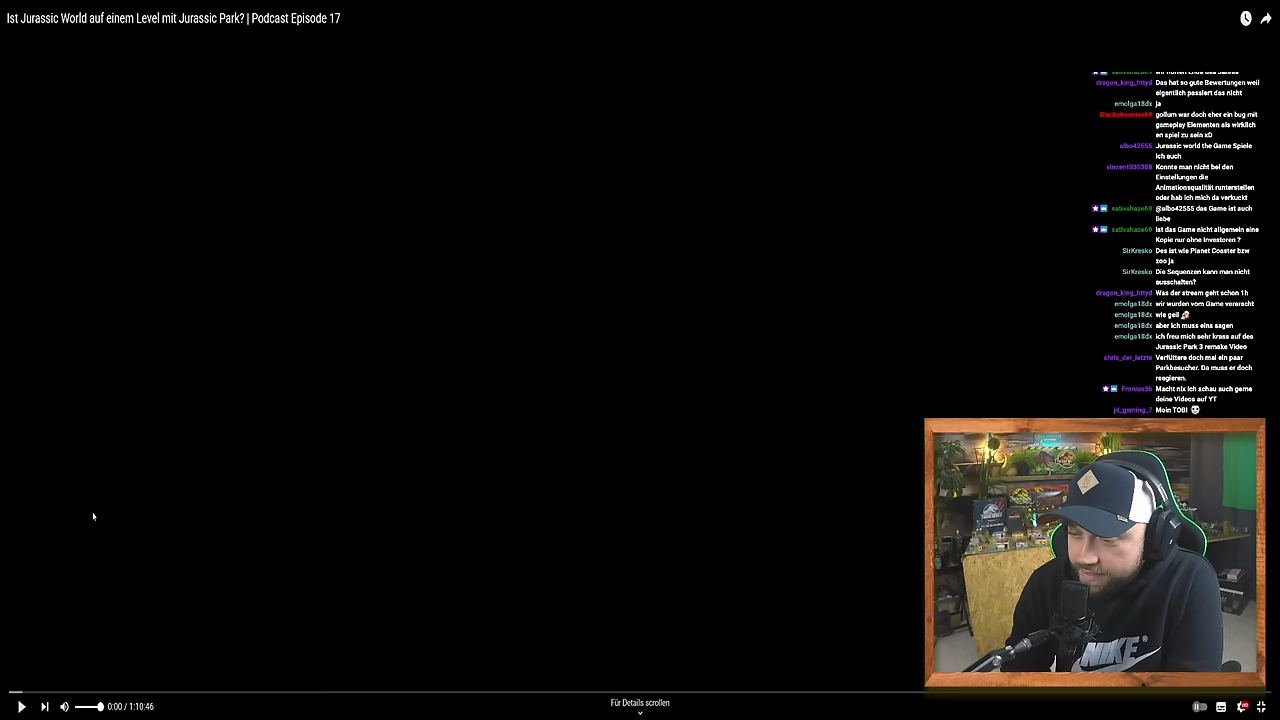 Ist Jurassic World auf einem Level mit Jurassic Park? | Podcast Episode 17
dragon_king_httyd Das hat so gute Bewertungen weil
eigentlich passiert das nicht
emolga18dx ja
gollum war doch eher ein bug mit
gameplay Elementen als wirklich
en spiel zu sein xD
albo42555 Jurassic world the Game Spiele
ich auch
vincent030308 Konnte man nicht bei den
Einstellungen die
Animationsqualität runterstellen
oder hab ich mich da verkuckt
sativahaze69 @albo42555 das Game ist auch
liebe
sativahaze69 Ist das Game nicht allgemein eine
Kopie nur ohne Investoren ?
SirKresko Des ist wie Planet Coaster bzw
zoo ja
SirKresko Die Sequenzen kann man nicht
ausschalten?
dragon_king_httyd Was der stream geht schon 1h
emolga18dx wir wurden vom Game verarscht
emolga18dx wie geil
emolga18dx aber ich muss eins sagen
emolga18dx ich freu mich sehr krass auf des
Jurassic Park 3 remake Video
chris_der_letzte Verfüttere doch mal ein paar
Parkbesucher. Da muss er doch
reagieren.
Fronius36 Macht nix ich schau auch gerne
deine Videos auf YT
jd_gaming_7 Moin TOBI
NIKE
0:00 / 1:10:46
Für Details scrollen
HD